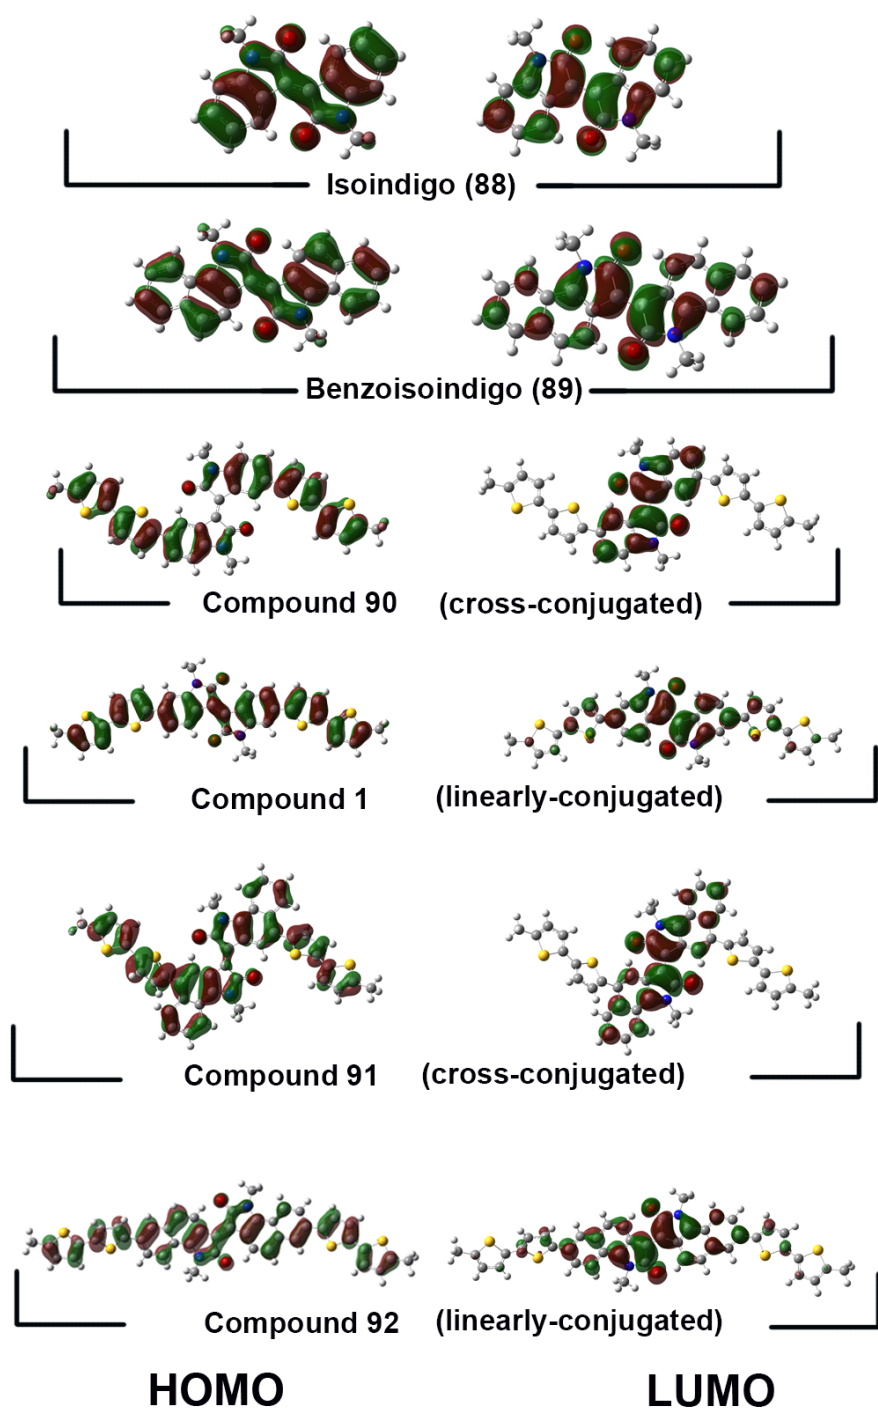 Isoindigo (88)
Benzoisoindigo (89)
Compound 90 (cross-conjugated)
Compound 1 (linearly-conjugated)
Compound 91 (cross-conjugated)
Compound 92 (linearly-conjugated)
HOMO LUMO